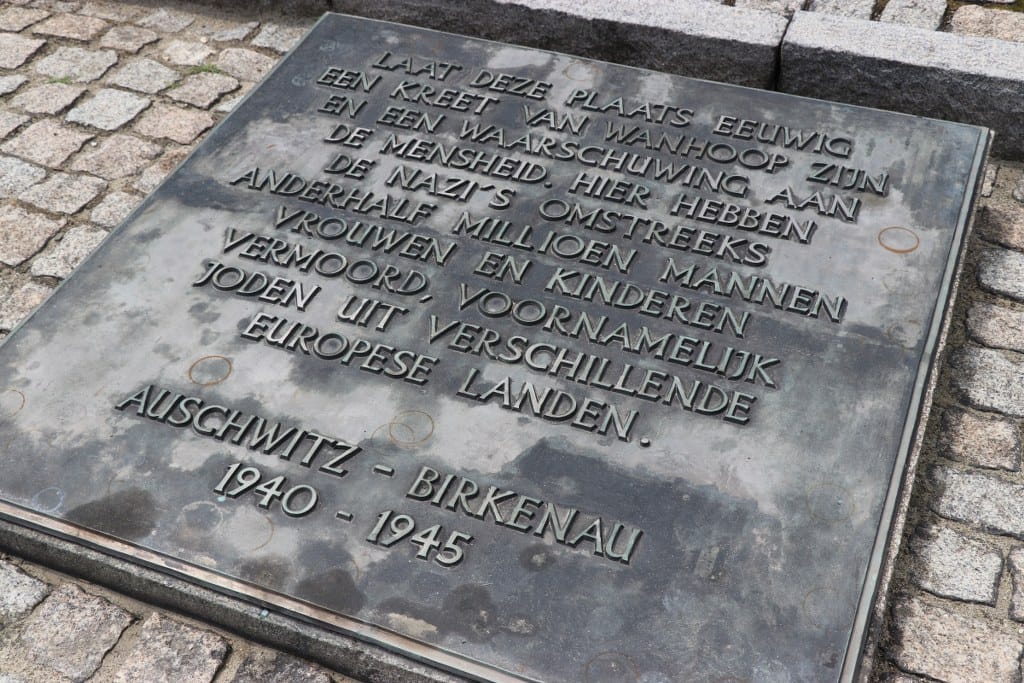 LAAT DEZE PLAATS EEUWIG
EEN KREET VAN WANHOOP ZIJN
EN EEN WAARSCHUWING AAN
DE MENSHEID. HIER HEBBEN
DE NAZI'S OMSTREEKS
ANDERHALF MILLIOEN MANNEN
VROUWEN EN KINDEREN
VERMOORD, VOORNAMELIJK
JODEN UIT VERSCHILLENDE
EUROPESE LANDEN.
AUSCHWITZ - BIRKENAU
1940 - 1945